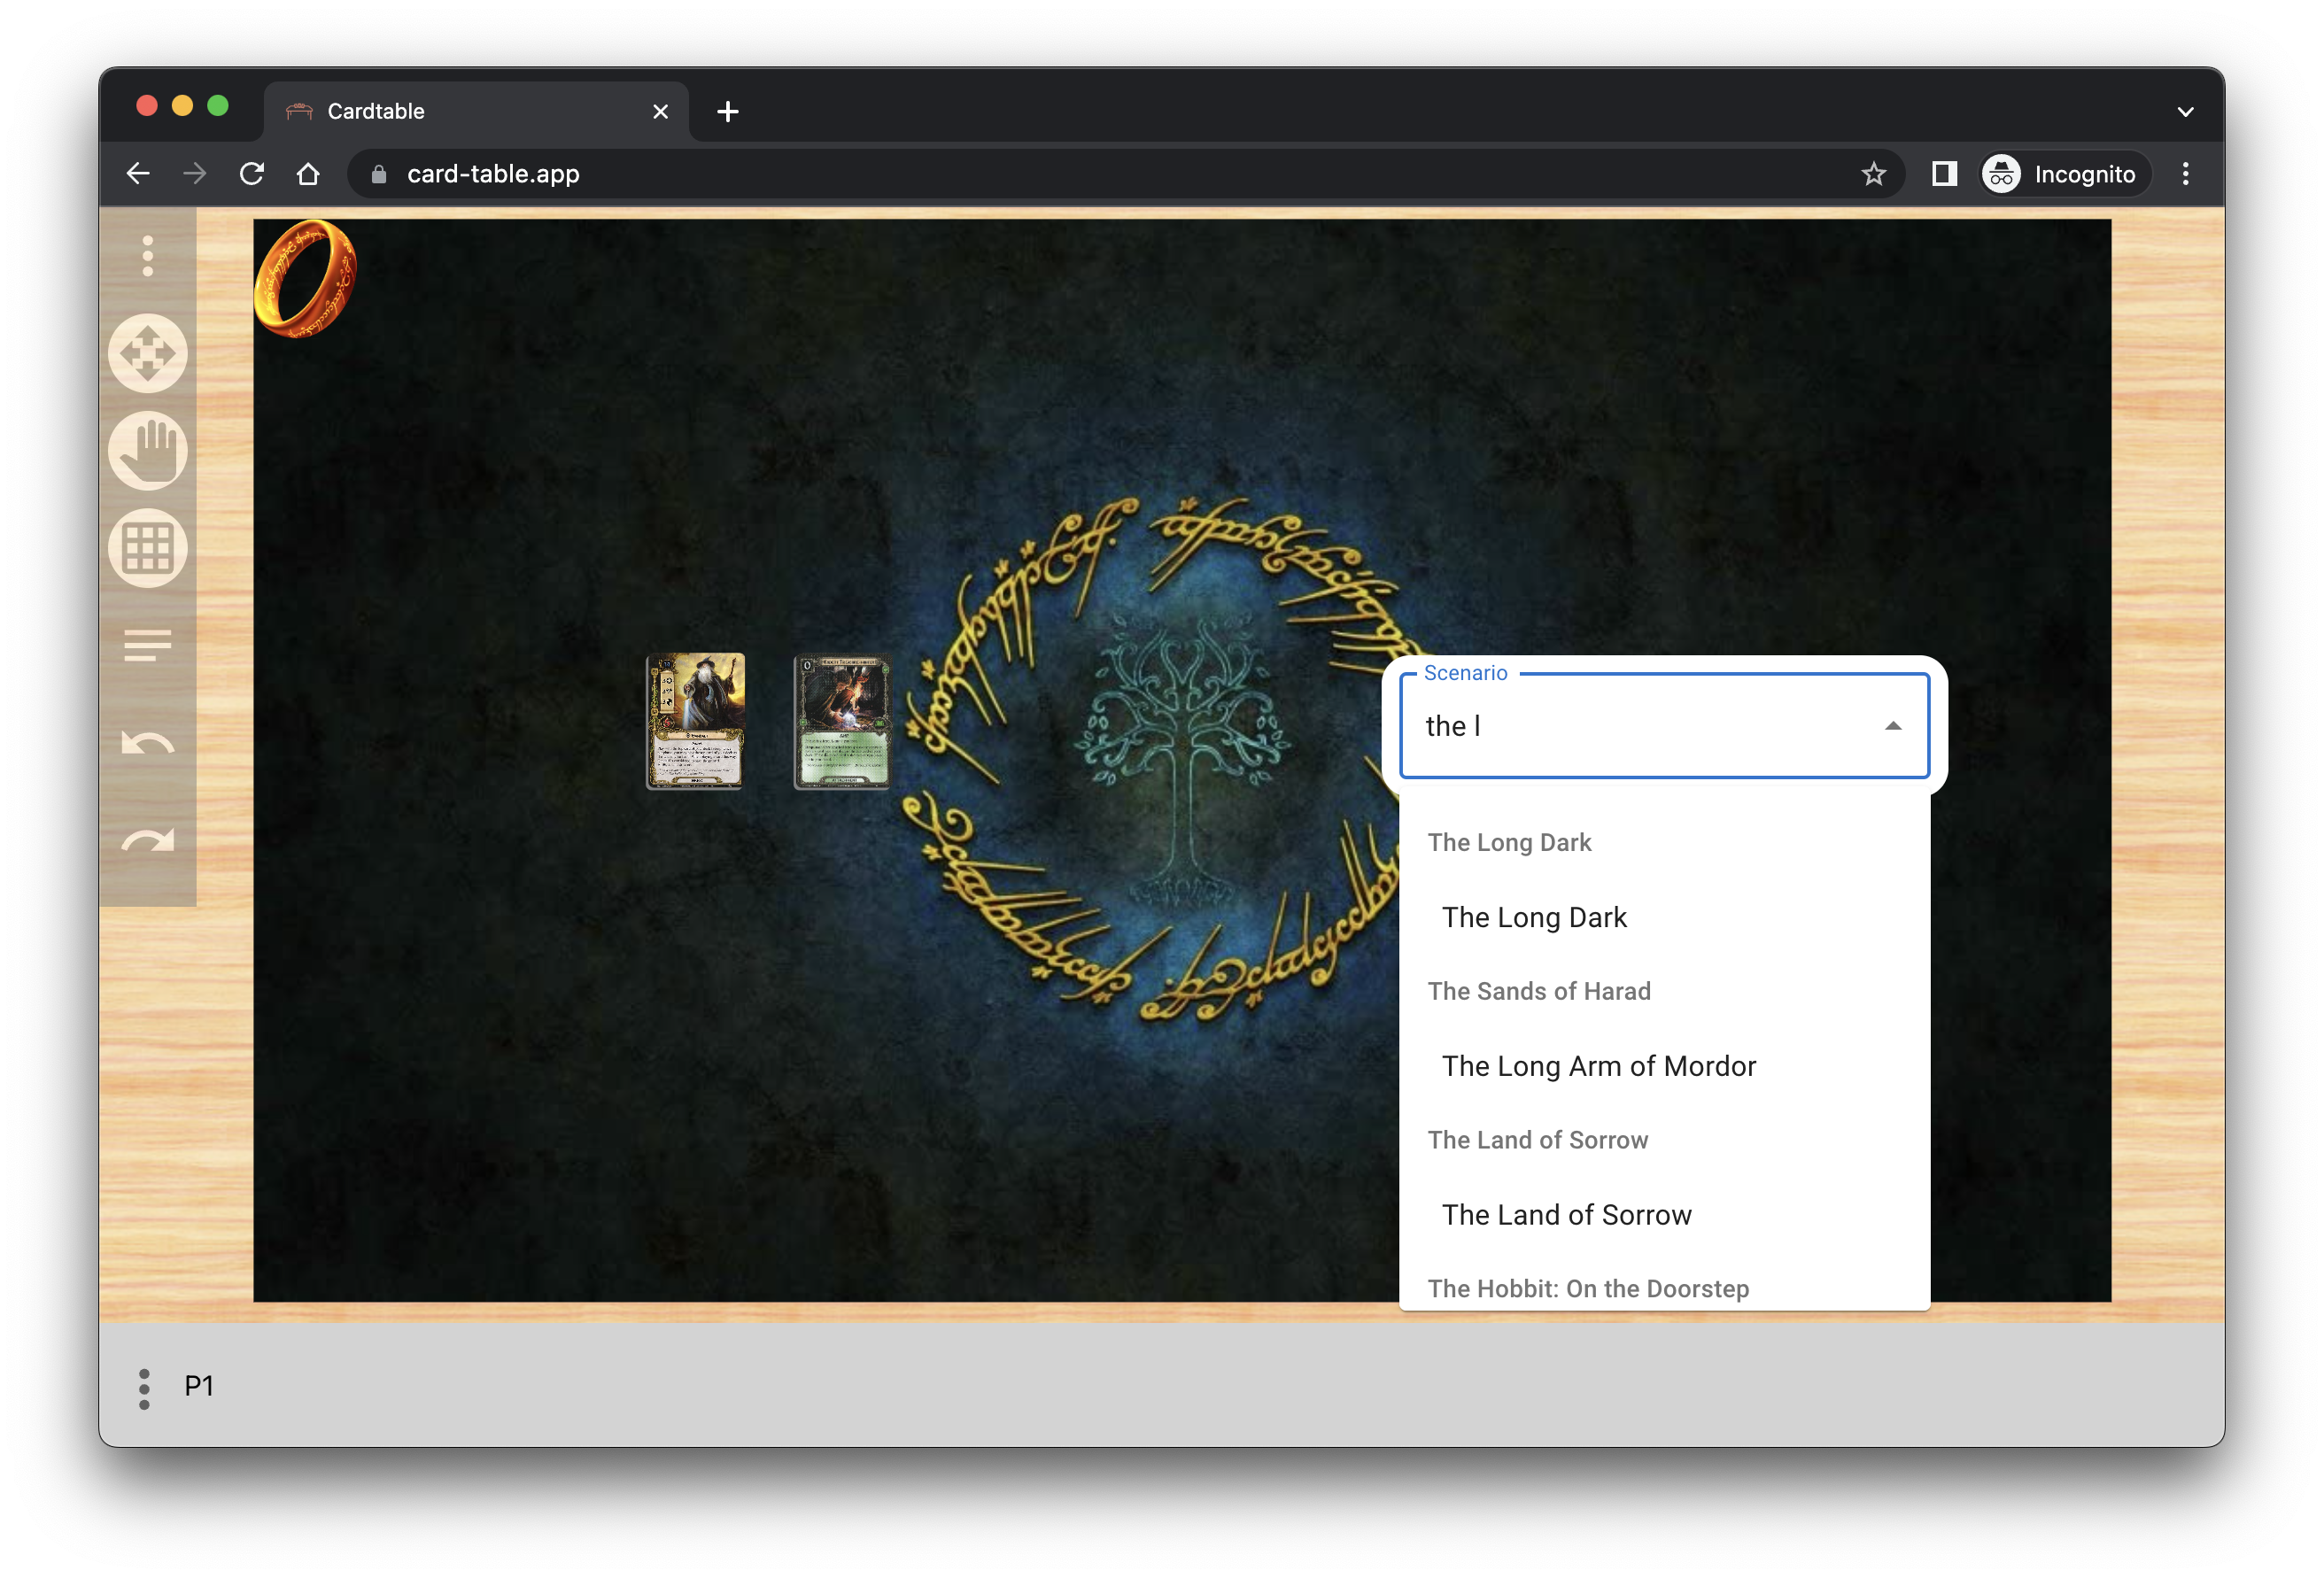 Cardtable
card-table.app
Incognito
Scenario
the l
The Long Dark
The Long Dark
The Sands of Harad
The Long Arm of Mordor
The Land of Sorrow
The Land of Sorrow
The Hobbit: On the Doorstep
P1